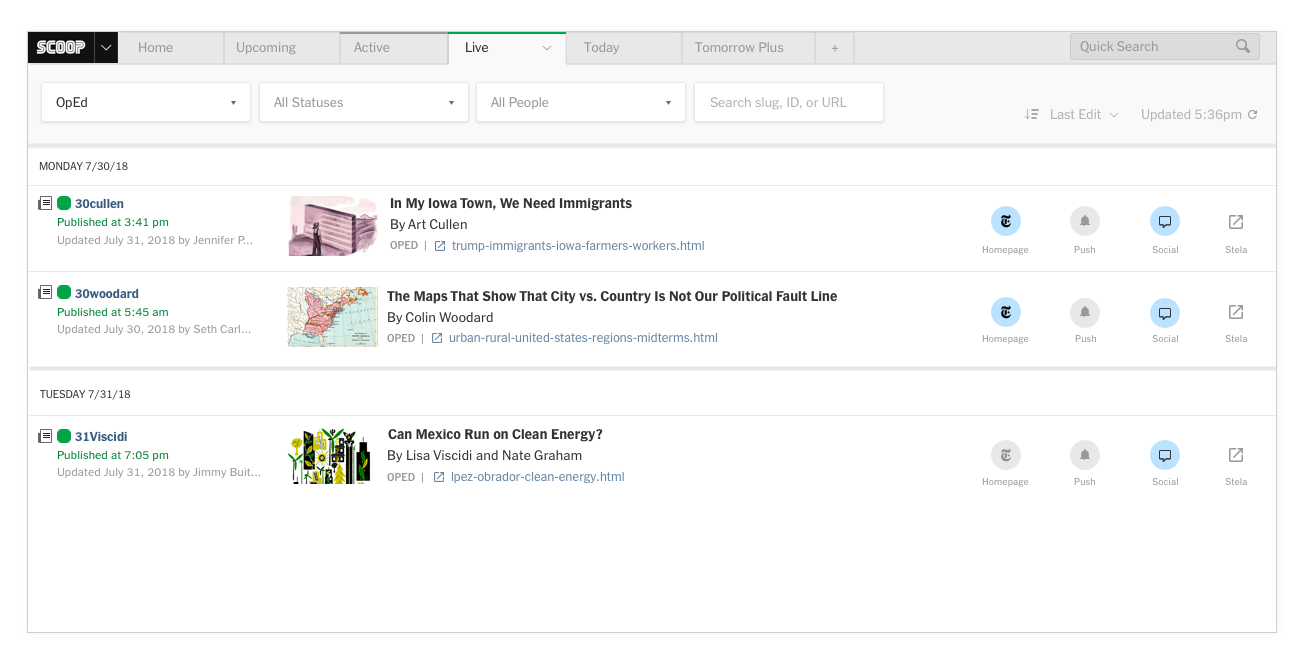 SCOOP
Home
Upcoming
Active
Live
Today
Tomorrow Plus
+
Quick Search
OpEd
All Statuses
All People
Search slug, ID, or URL
Last Edit
Updated 5:36pm
MONDAY 7/30/18
30cullen
Published at 3:41 pm
Updated July 31, 2018 by Jennifer P...
In My Iowa Town, We Need Immigrants
By Art Cullen
OPED | trump-immigrants-iowa-farmers-workers.html
Homepage
Push
Social
Stela
30woodard
Published at 5:45 am
Updated July 30, 2018 by Seth Carl...
The Maps That Show That City vs. Country Is Not Our Political Fault Line
By Colin Woodard
OPED | urban-rural-united-states-regions-midterms.html
Homepage
Push
Social
Stela
TUESDAY 7/31/18
31Viscidi
Published at 7:05 pm
Updated July 31, 2018 by Jimmy Buit...
Can Mexico Run on Clean Energy?
By Lisa Viscidi and Nate Graham
OPED | lpez-obrador-clean-energy.html
Homepage
Push
Social
Stela